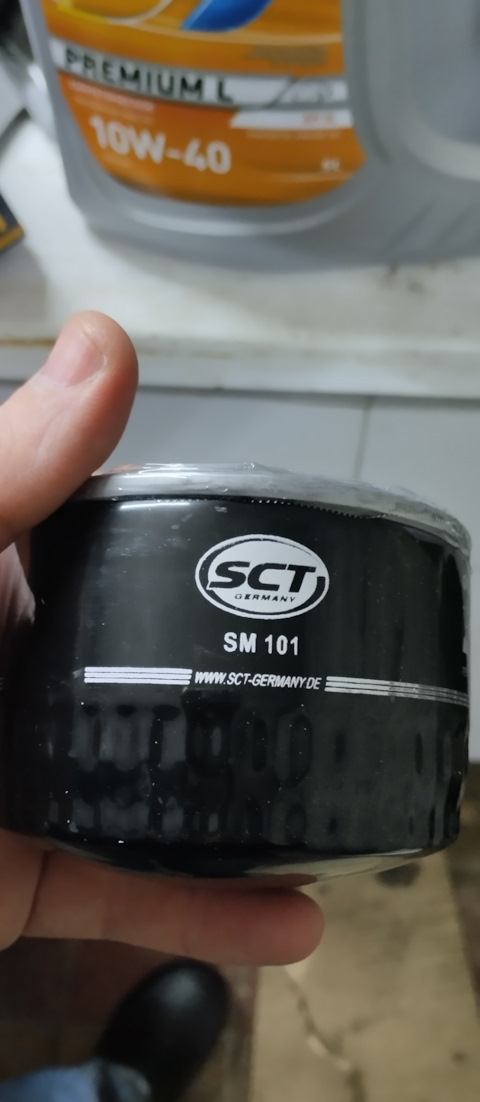 PREMIUM L
10W-40
SCT
GERMANY
SM 101
WWW.SCT-GERMANY.DE